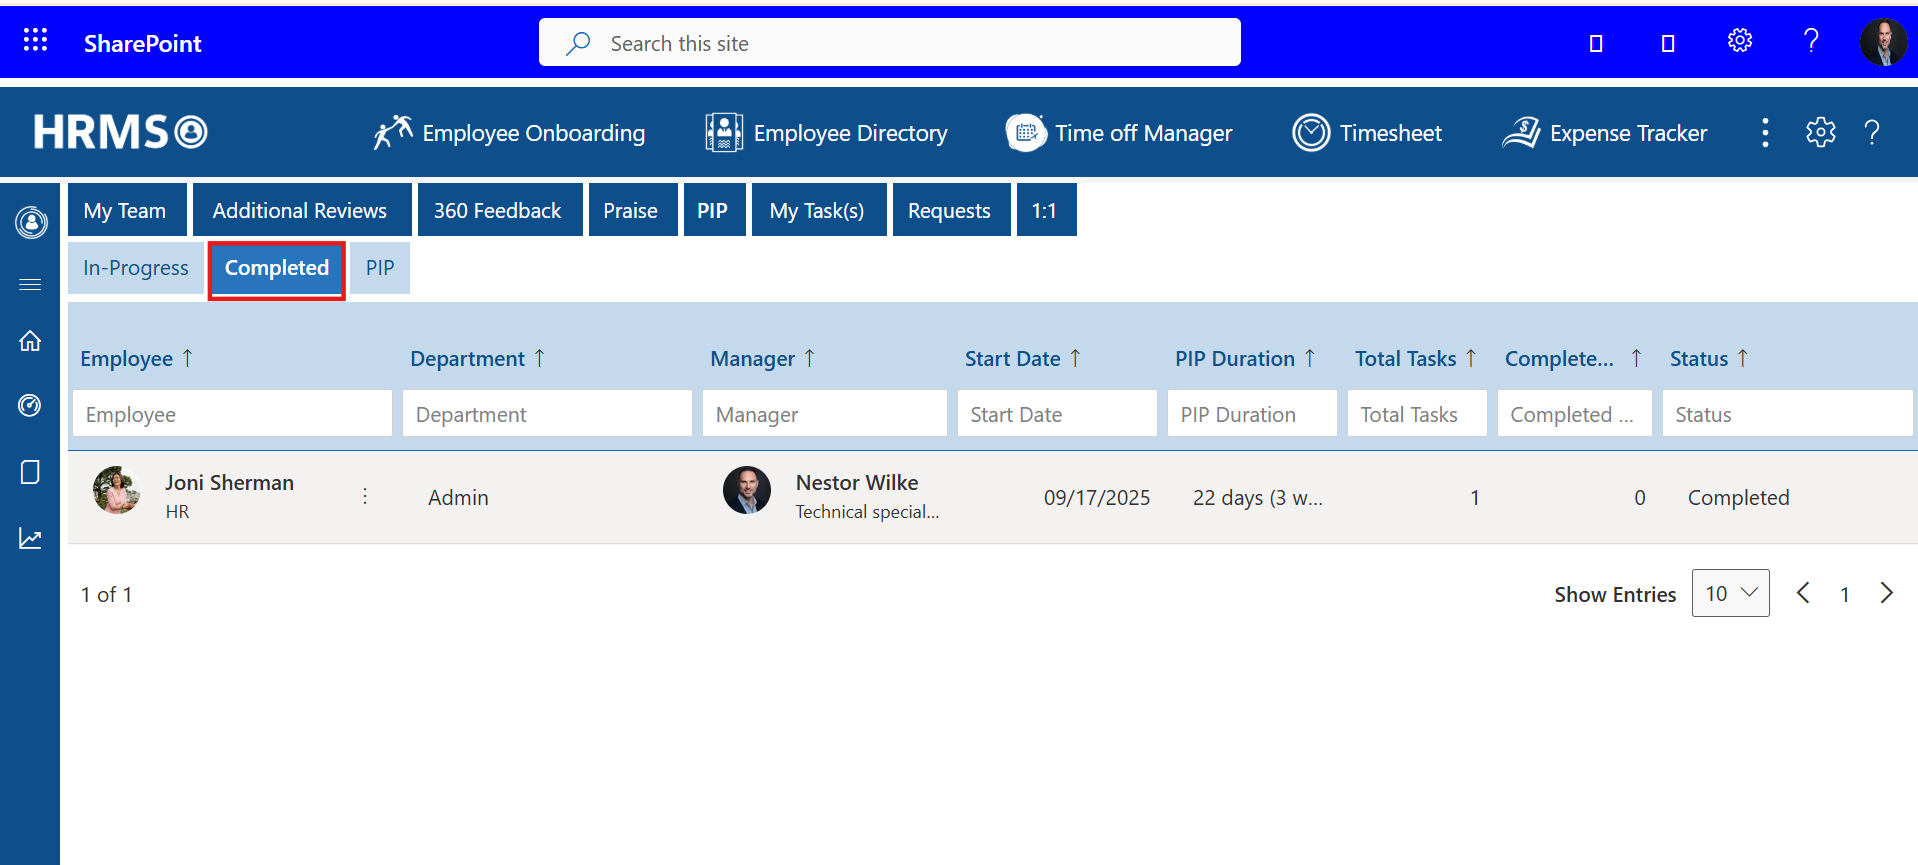 SharePoint
Search this site
HRMS
Employee Onboarding
Employee Directory
Time off Manager
Timesheet
Expense Tracker
My Team
Additional Reviews
360 Feedback
Praise
PIP
My Task(s)
Requests
1:1
In-Progress
Completed
PIP
Employee ↑
Department ↑
Manager ↑
Start Date ↑
PIP Duration ↑
Total Tasks ↑
Complete... ↑
Status ↑
Employee
Department
Manager
Start Date
PIP Duration
Total Tasks
Completed ...
Status
Joni Sherman
HR
Admin
Nestor Wilke
Technical special...
09/17/2025
22 days (3 w...
1
0
Completed
1 of 1
Show Entries
10
1